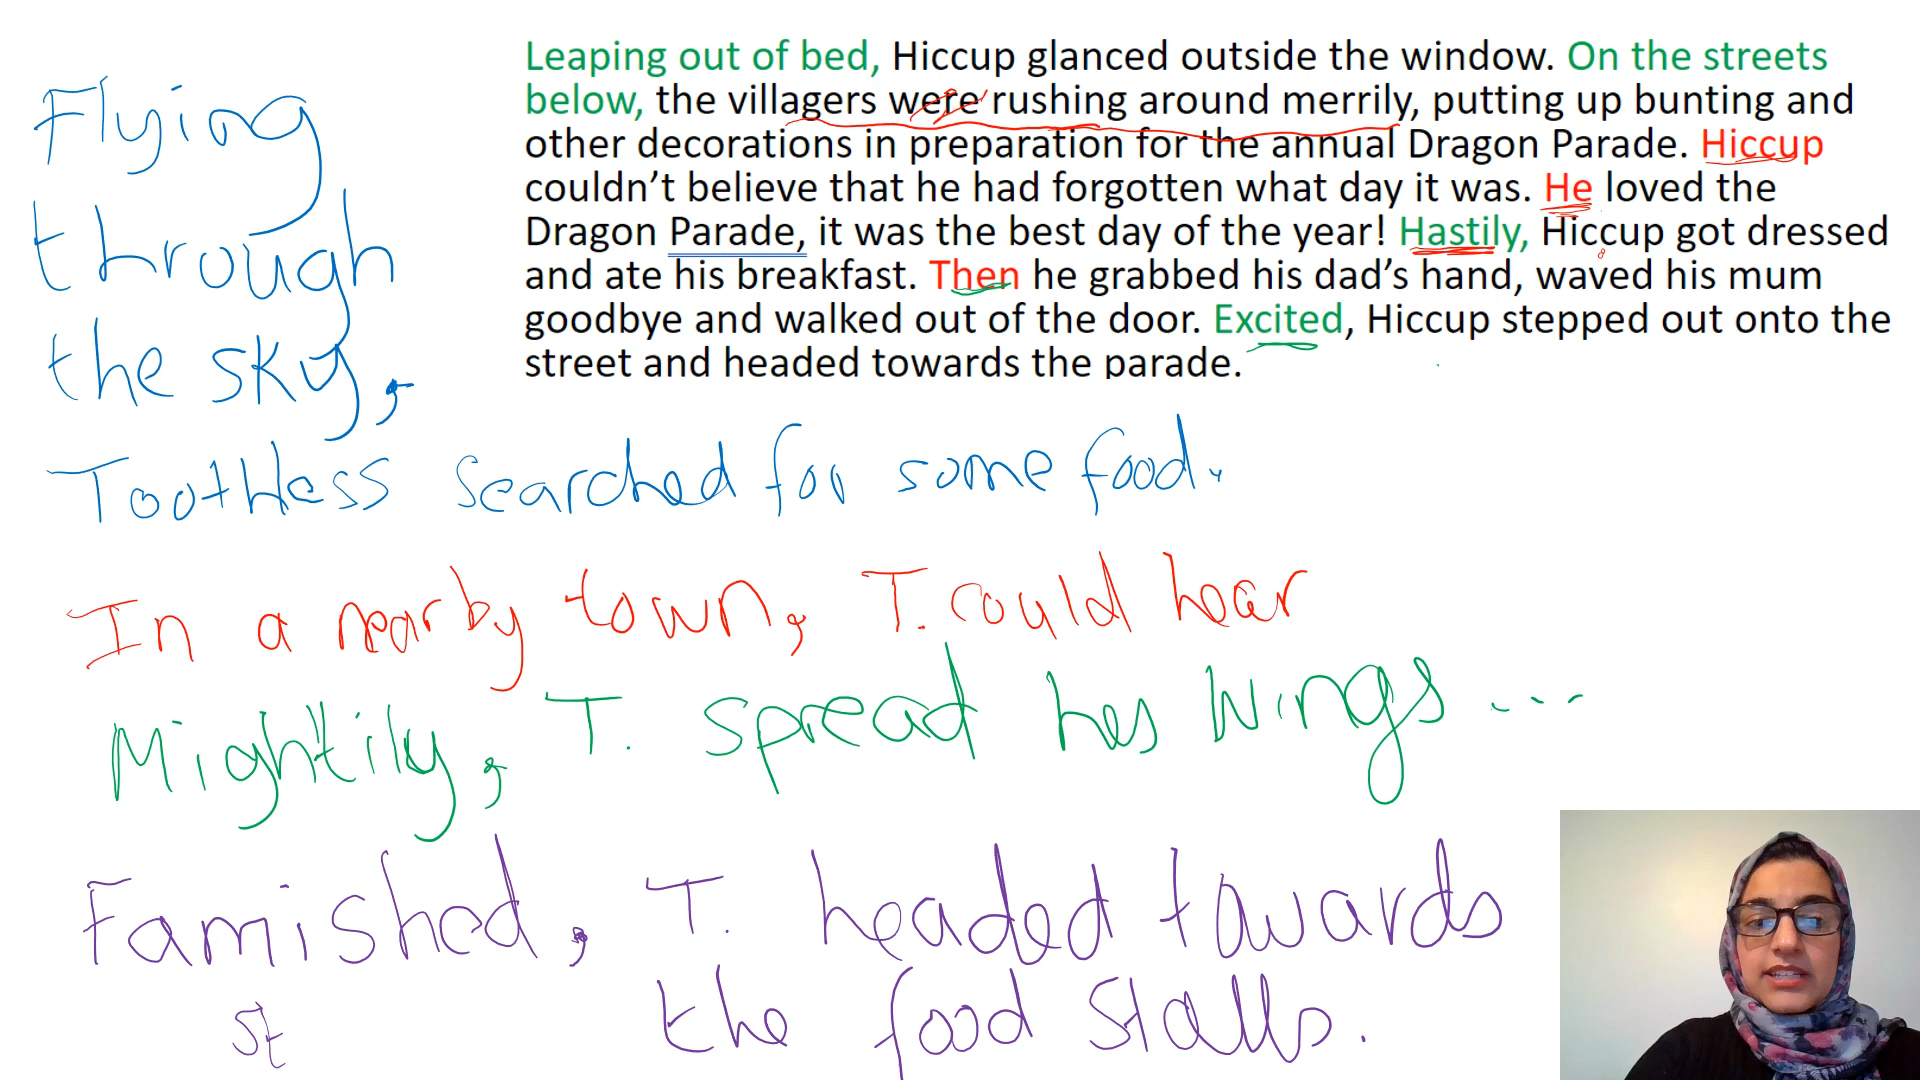 Leaping out of bed, Hiccup glanced outside the window. On the streets
below, the villagers were rushing around merrily, putting up bunting and
other decorations in preparation for the annual Dragon Parade. Hiccup
couldn’t believe that he had forgotten what day it was. He loved the
Dragon Parade, it was the best day of the year! Hastily, Hiccup got dressed
and ate his breakfast. Then he grabbed his dad’s hand, waved his mum
goodbye and walked out of the door. Excited, Hiccup stepped out onto the
street and headed towards the parade.
Flying
through
the sky,
Toothless searched for some food.
In a nearby town, T. could hear
Mightily, T. spread his wings ...
Famished, T. headed towards
the food stalls.
st